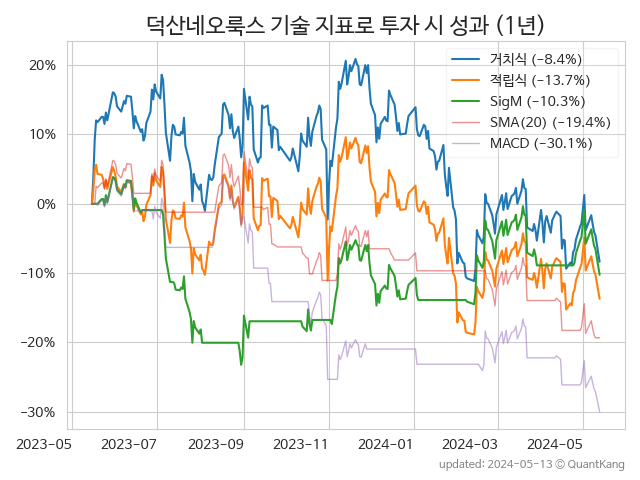 덕산네오룩스 기술 지표로 투자 시 성과 (1년)
거치식 (−8.4%)
적립식 (−13.7%)
SigM (−10.3%)
SMA(20) (−19.4%)
MACD (−30.1%)
20%
10%
0%
−10%
−20%
−30%
2023-05 2023-07 2023-09 2023-11 2024-01 2024-03 2024-05
updated: 2024-05-13 ⓒ QuantKang